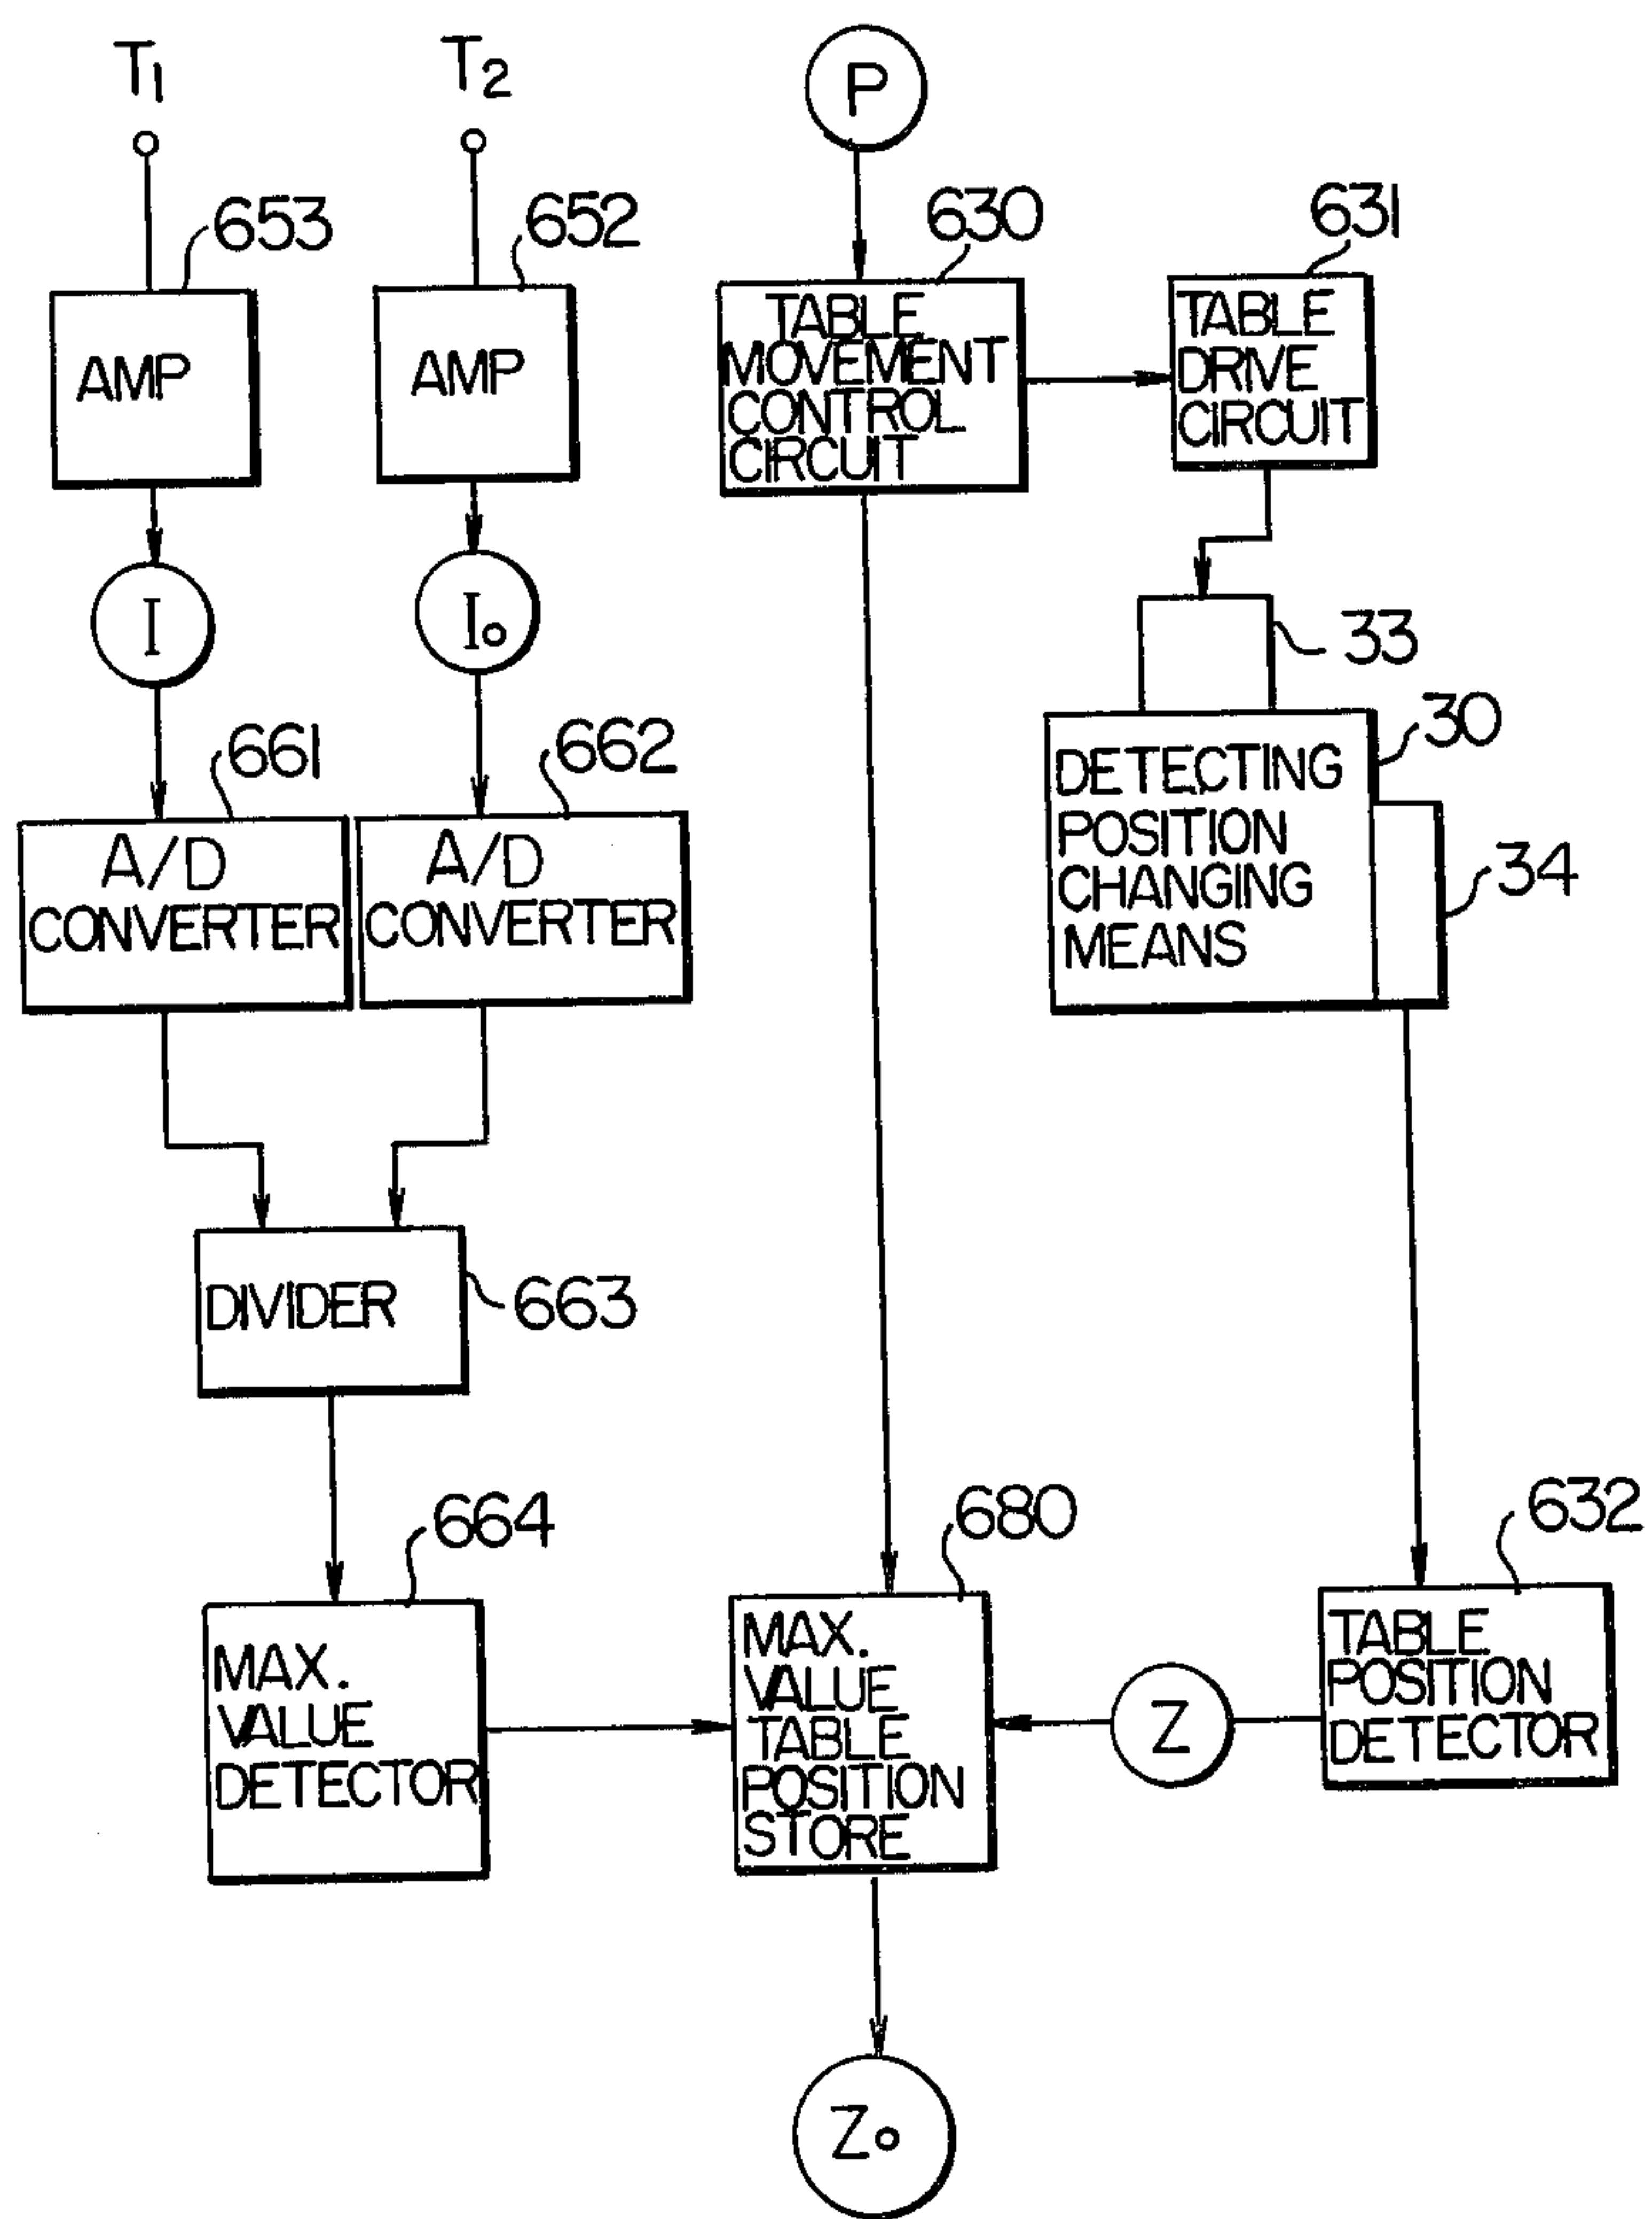 T1
T2
P
653
652
630
631
AMP
AMP
TABLE
MOVEMENT
CONTROL
CIRCUIT
TABLE
DRIVE
CIRCUIT
I
Io
33
30
661
662
A/D
CONVERTER
A/D
CONVERTER
DETECTING
POSITION
CHANGING
MEANS
34
DIVIDER
663
664
680
632
MAX.
VALUE
DETECTOR
MAX.
VALUE
TABLE
POSITION
STORE
Z
TABLE
POSITION
DETECTOR
Zo